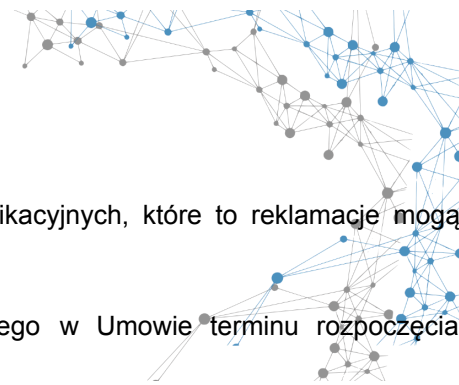 ikacyjnych, które to reklamacje mogą
ego w Umowie terminu rozpoczęcia